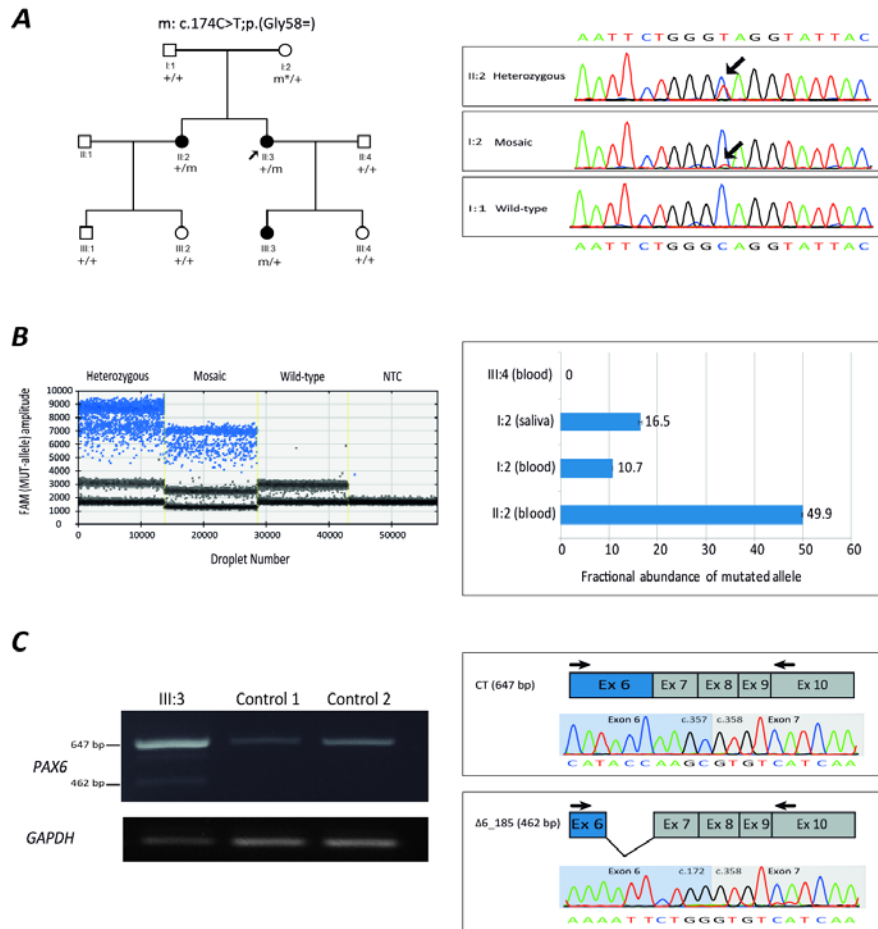 A
m: c.174C>T;p.(Gly58=)
I:1
+/+
I:2
m*/+
III:1
II:2
+/m
II:3
+/m
II:4
+/+
III:1
+/+
III:2
+/+
III:3
m/+
III:4
+/+
A A T T C T G G G T A G G T A T T A C
II:2 Heterozygous
I:2 Mosaic
I:1 Wild-type
A A T T C T G G G C A G G T A T T A C
B
Heterozygous Mosaic Wild-type NTC
FAM (MUT-allele) amplitude
10000
9000
8000
7000
6000
5000
4000
3000
2000
1000
0
0 10000 20000 30000 40000 50000
Droplet Number
III:4 (blood) 0
I:2 (saliva) 16.5
I:2 (blood) 10.7
II:2 (blood) 49.9
0 10 20 30 40 50 60
Fractional abundance of mutated allele
C
III:3 Control 1 Control 2
647 bp
462 bp
PAX6
GAPDH
CT (647 bp)
Ex 6 Ex 7 Ex 8 Ex 9 Ex 10
Exon 6 c.357 c.358 Exon 7
C A T A C C A A G C G T G T C A T C A A
Δ6_185 (462 bp)
Ex 6 Ex 7 Ex 8 Ex 9 Ex 10
Exon 6 c.172 c.358 Exon 7
A A A A T T C T G G G T G T C A T C A A